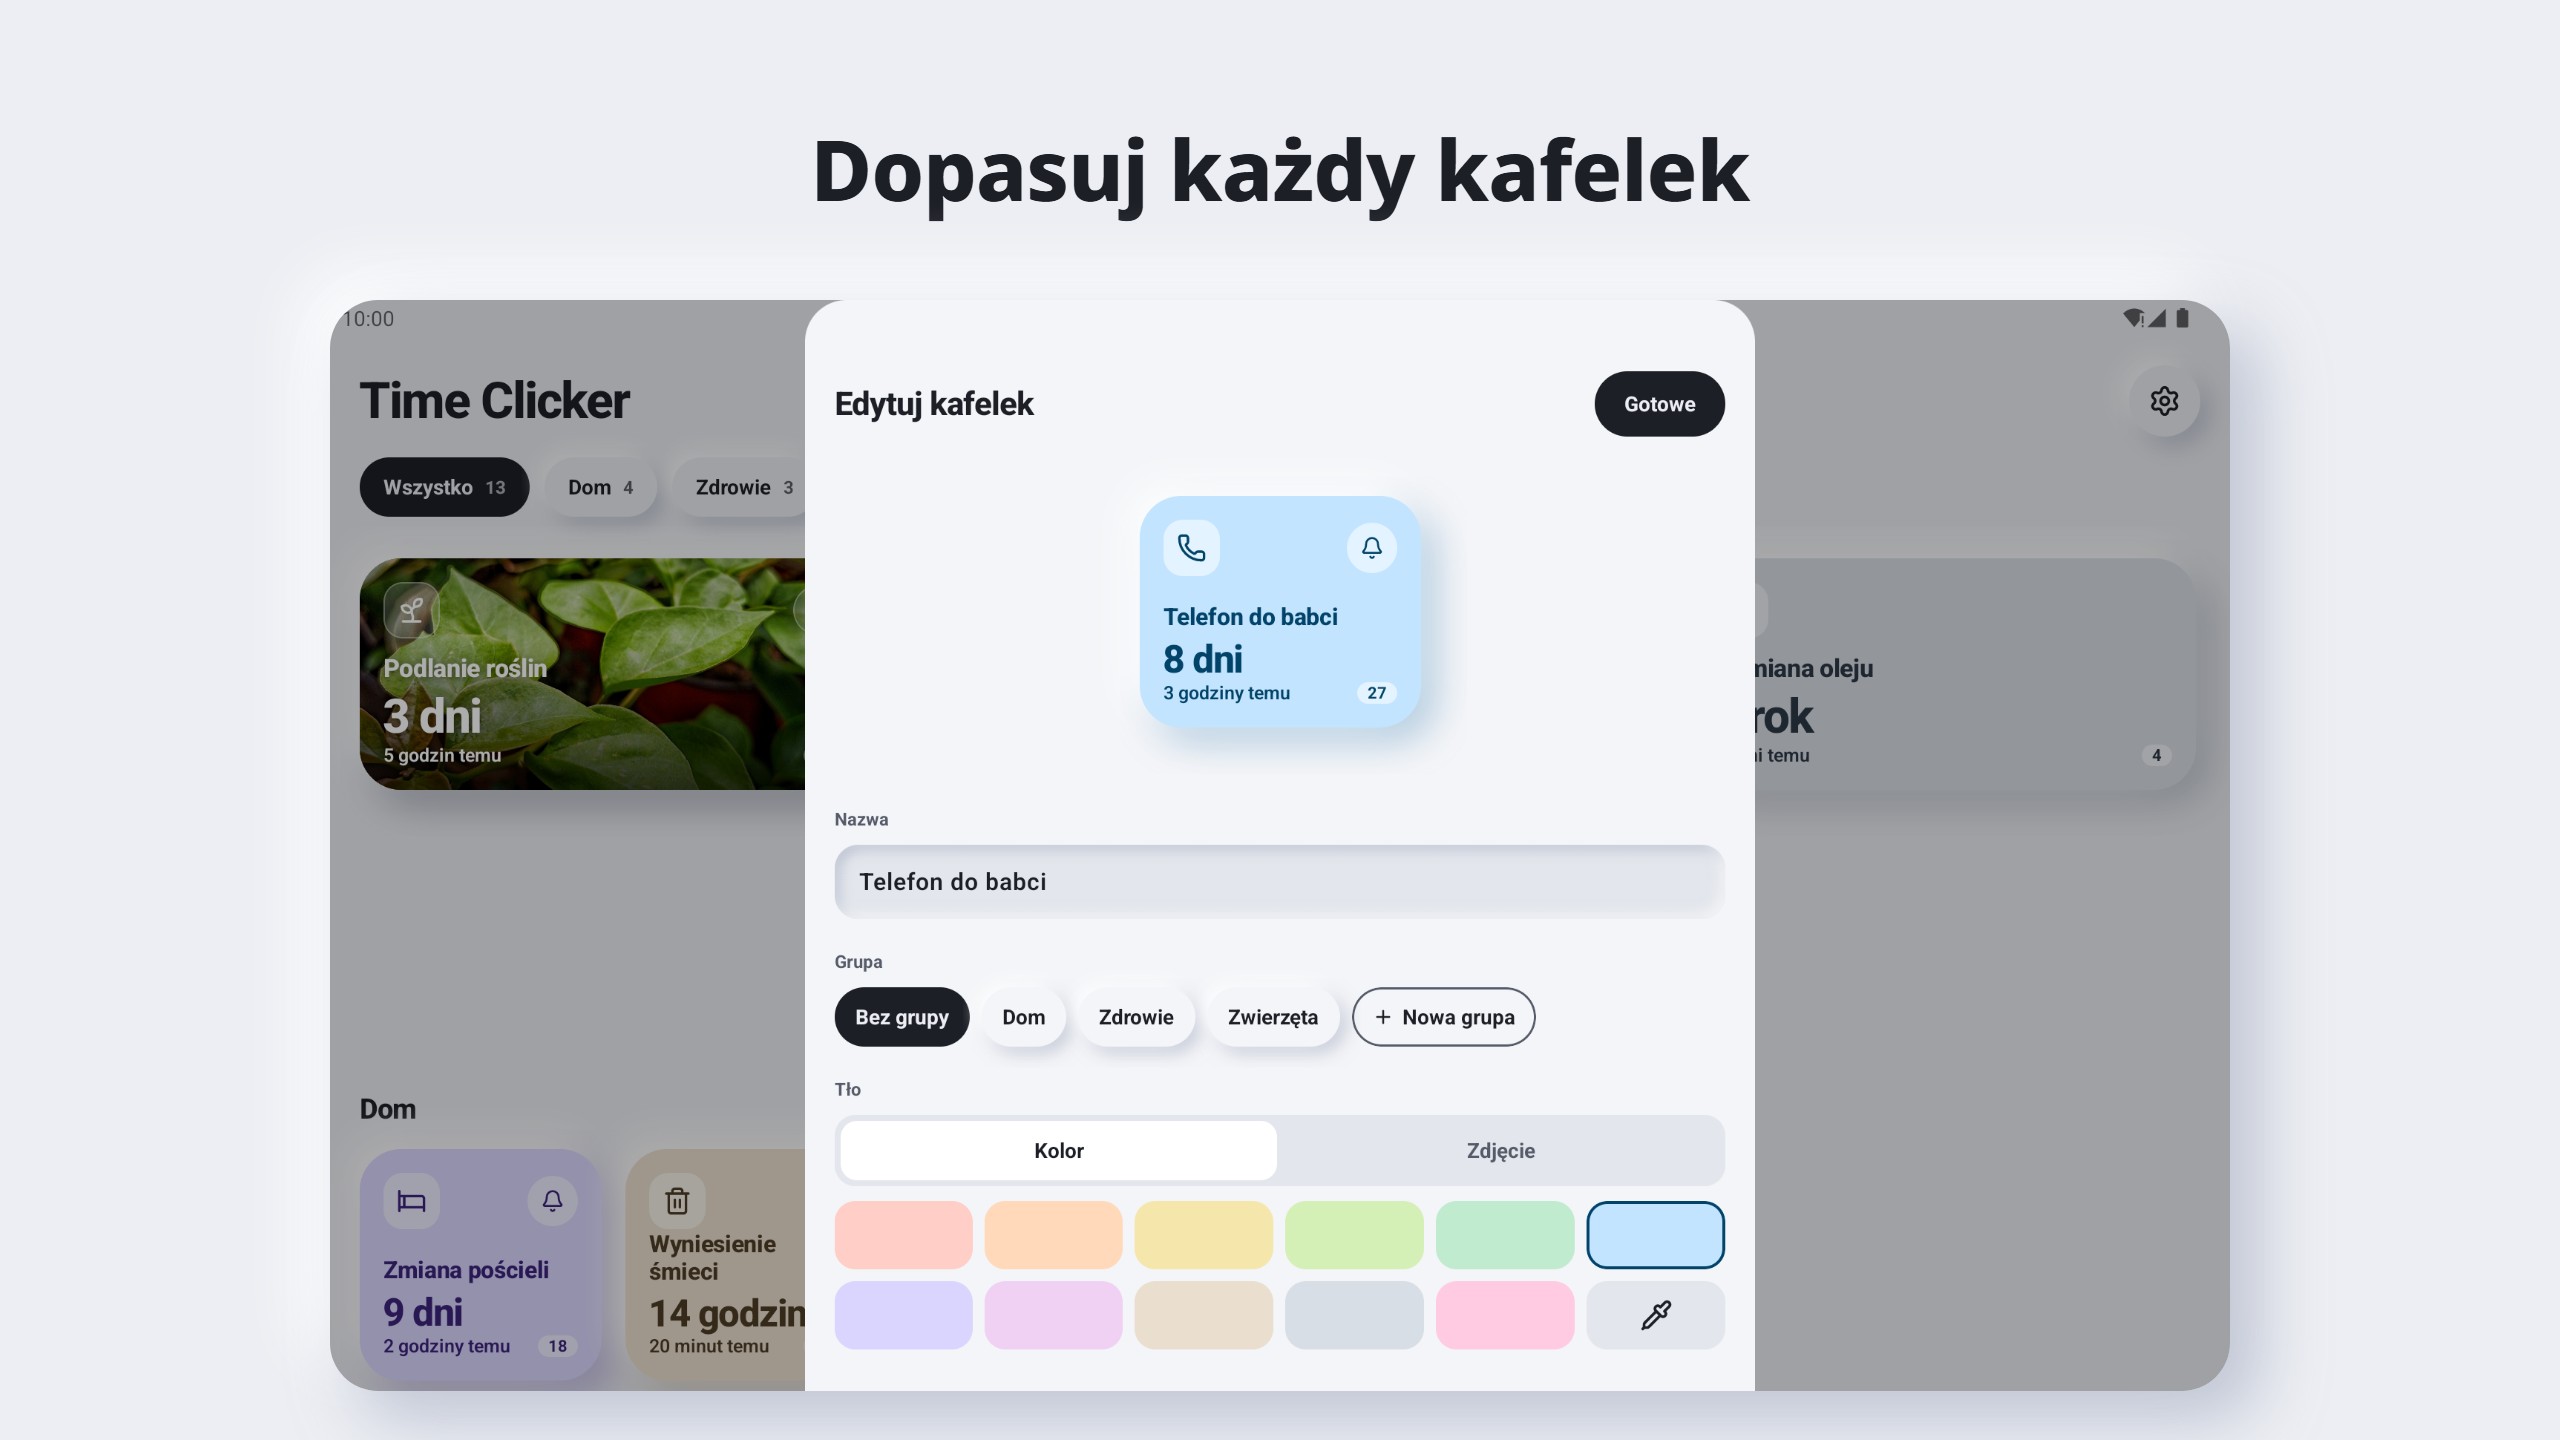 Dopasuj każdy kafelek
10:00
Time Clicker
Wszystko 13
Dom 4
Zdrowie 3
Podlanie roślin
3 dni
5 godzin temu
Dom
Zmiana pościeli
9 dni
2 godziny temu 18
Wyniesienie
śmieci
14 godzin
20 minut temu
Edytuj kafelek
Gotowe
Telefon do babci
8 dni
3 godziny temu 27
Nazwa
Telefon do babci
Grupa
Bez grupy
Dom
Zdrowie
Zwierzęta
+ Nowa grupa
Tło
Kolor
Zdjęcie
miana oleju
rok
temu
4